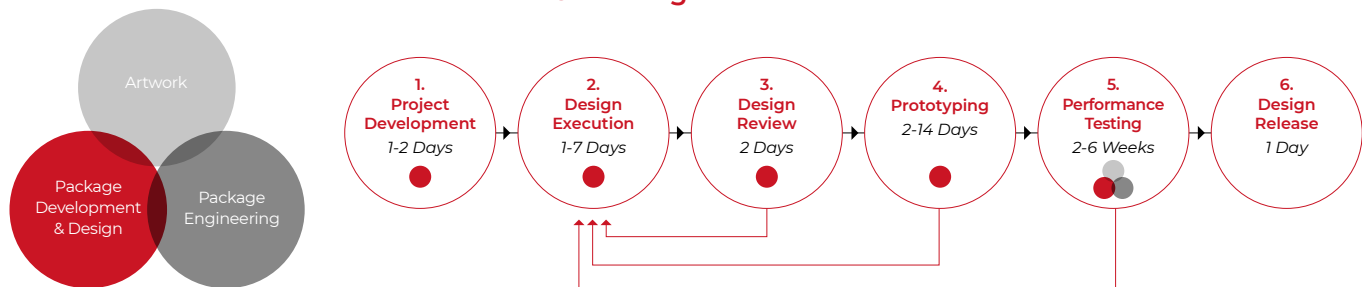 Artwork
Package
Development
& Design
Package
Engineering
1.
Project
Development
1-2 Days
2.
Design
Execution
1-7 Days
3.
Design
Review
2 Days
4.
Prototyping
2-14 Days
5.
Performance
Testing
2-6 Weeks
6.
Design
Release
1 Day